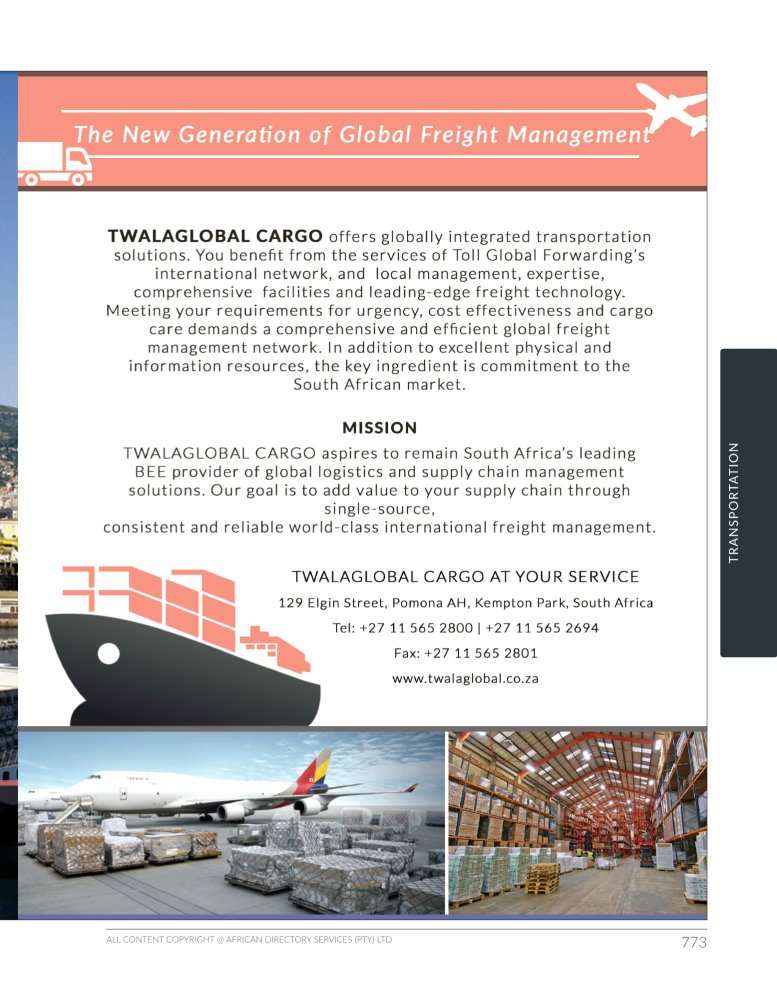 The New Generation of Global Freight Management
TWALAGLOBAL CARGO offers globally integrated transportation
solutions. You benefit from the services of Toll Global Forwarding's
international network, and local management, expertise,
comprehensive facilities and leading-edge freight technology.
Meeting your requirements for urgency, cost effectiveness and cargo
care demands a comprehensive and efficient global freight
management network. In addition to excellent physical and
information resources, the key ingredient is commitment to the
South African market.
MISSION
TWALAGLOBAL CARGO aspires to remain South Africa's leading
BEE provider of global logistics and supply chain management
solutions. Our goal is to add value to your supply chain through
single-source,
consistent and reliable world-class international freight management.
TWALAGLOBAL CARGO AT YOUR SERVICE
129 Elgin Street, Pomona AH, Kempton Park, South Africa
Tel: +27 11 565 2800 | +27 11 565 2694
Fax: +27 11 565 2801
www.twalaglobal.co.za
TRANSPORTATION
ALL CONTENT COPYRIGHT @ AFRICAN DIRECTORY SERVICES (PTY) LTD
773